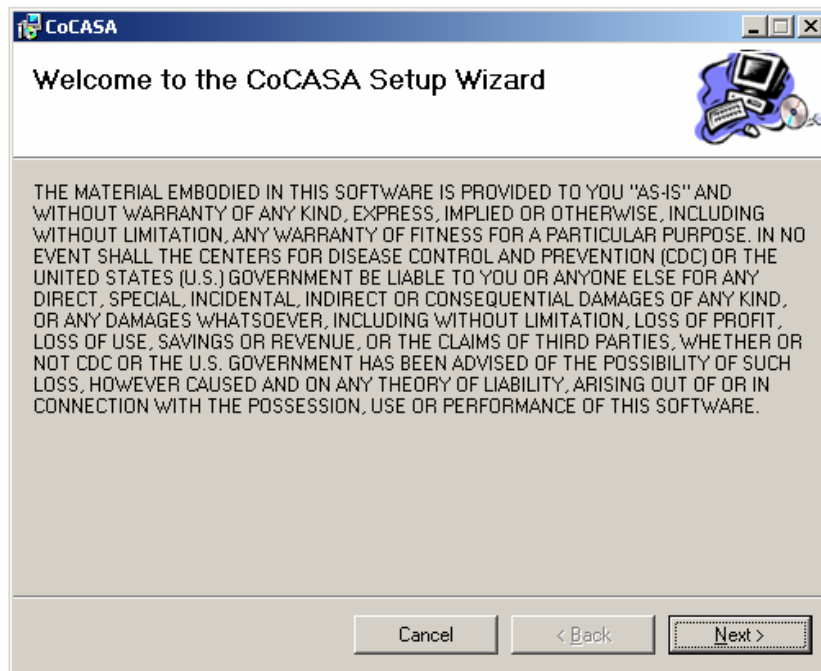 CoCASA
Welcome to the CoCASA Setup Wizard
THE MATERIAL EMBODIED IN THIS SOFTWARE IS PROVIDED TO YOU "AS-IS" AND
WITHOUT WARRANTY OF ANY KIND, EXPRESS, IMPLIED OR OTHERWISE, INCLUDING
WITHOUT LIMITATION, ANY WARRANTY OF FITNESS FOR A PARTICULAR PURPOSE. IN NO
EVENT SHALL THE CENTERS FOR DISEASE CONTROL AND PREVENTION (CDC) OR THE
UNITED STATES (U.S.) GOVERNMENT BE LIABLE TO YOU OR ANYONE ELSE FOR ANY
DIRECT, SPECIAL, INCIDENTAL, INDIRECT OR CONSEQUENTIAL DAMAGES OF ANY KIND,
OR ANY DAMAGES WHATSOEVER, INCLUDING WITHOUT LIMITATION, LOSS OF PROFIT,
LOSS OF USE, SAVINGS OR REVENUE, OR THE CLAIMS OF THIRD PARTIES, WHETHER OR
NOT CDC OR THE U.S. GOVERNMENT HAS BEEN ADVISED OF THE POSSIBILITY OF SUCH
LOSS, HOWEVER CAUSED AND ON ANY THEORY OF LIABILITY, ARISING OUT OF OR IN
CONNECTION WITH THE POSSESSION, USE OR PERFORMANCE OF THIS SOFTWARE.
Cancel < Back Next >